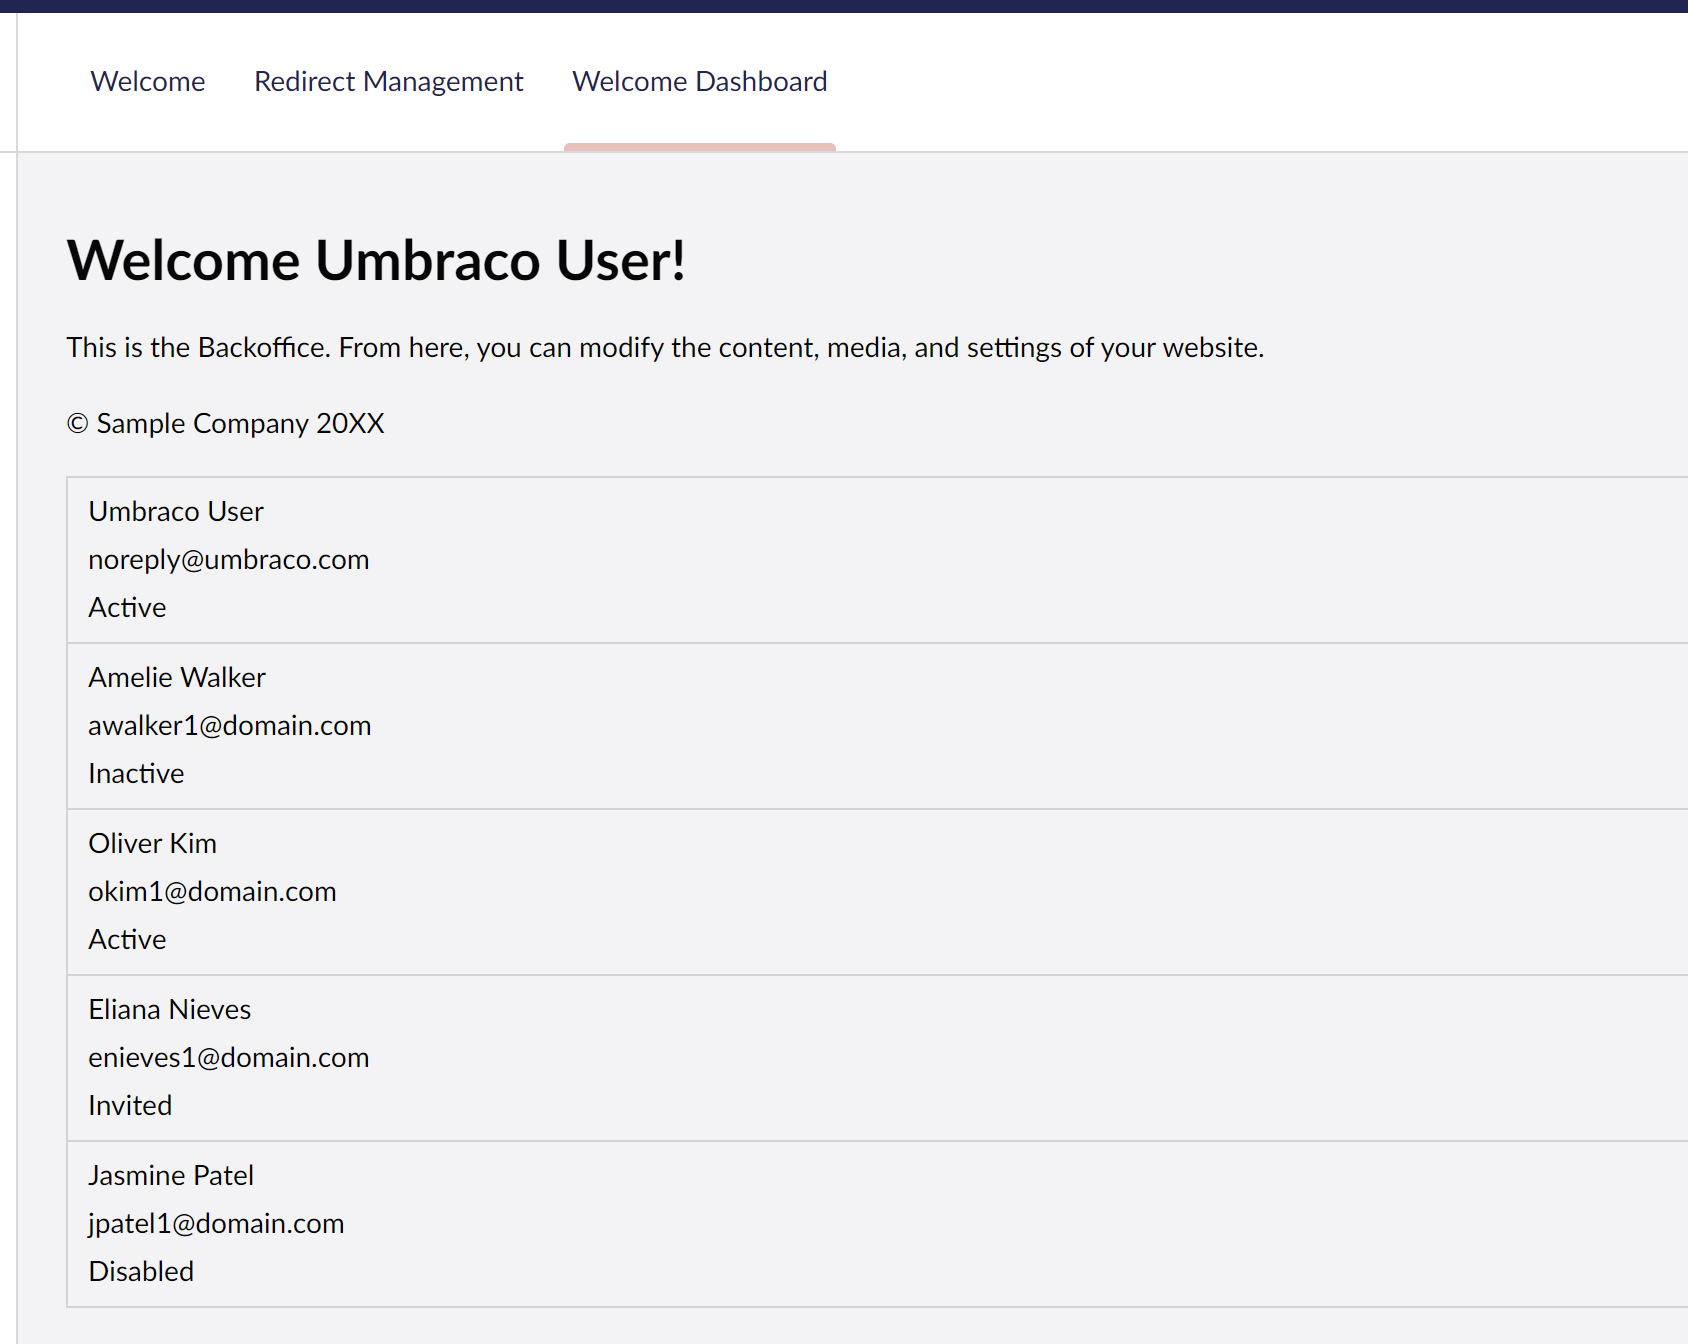 Welcome Redirect Management Welcome Dashboard
Welcome Umbraco User!
This is the Backoffice. From here, you can modify the content, media, and settings of your website.
© Sample Company 20XX
Umbraco User
noreply@umbraco.com
Active
Amelie Walker
awalker1@domain.com
Inactive
Oliver Kim
okim1@domain.com
Active
Eliana Nieves
enieves1@domain.com
Invited
Jasmine Patel
jpatel1@domain.com
Disabled